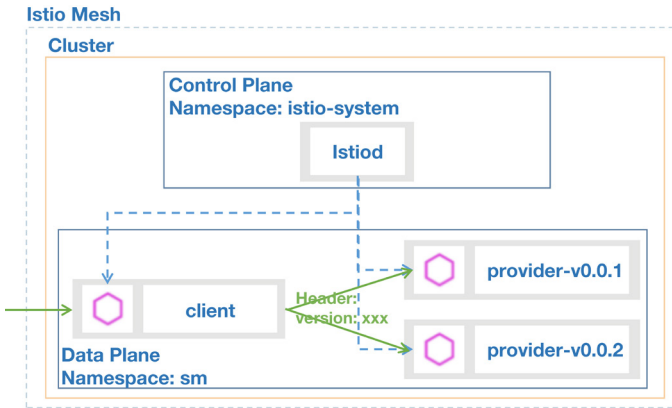 Istio Mesh
Cluster
Control Plane
Namespace: istio-system
Istiod
provider-v0.0.1
client
Header:
version: xxx
provider-v0.0.2
Data Plane
Namespace: sm